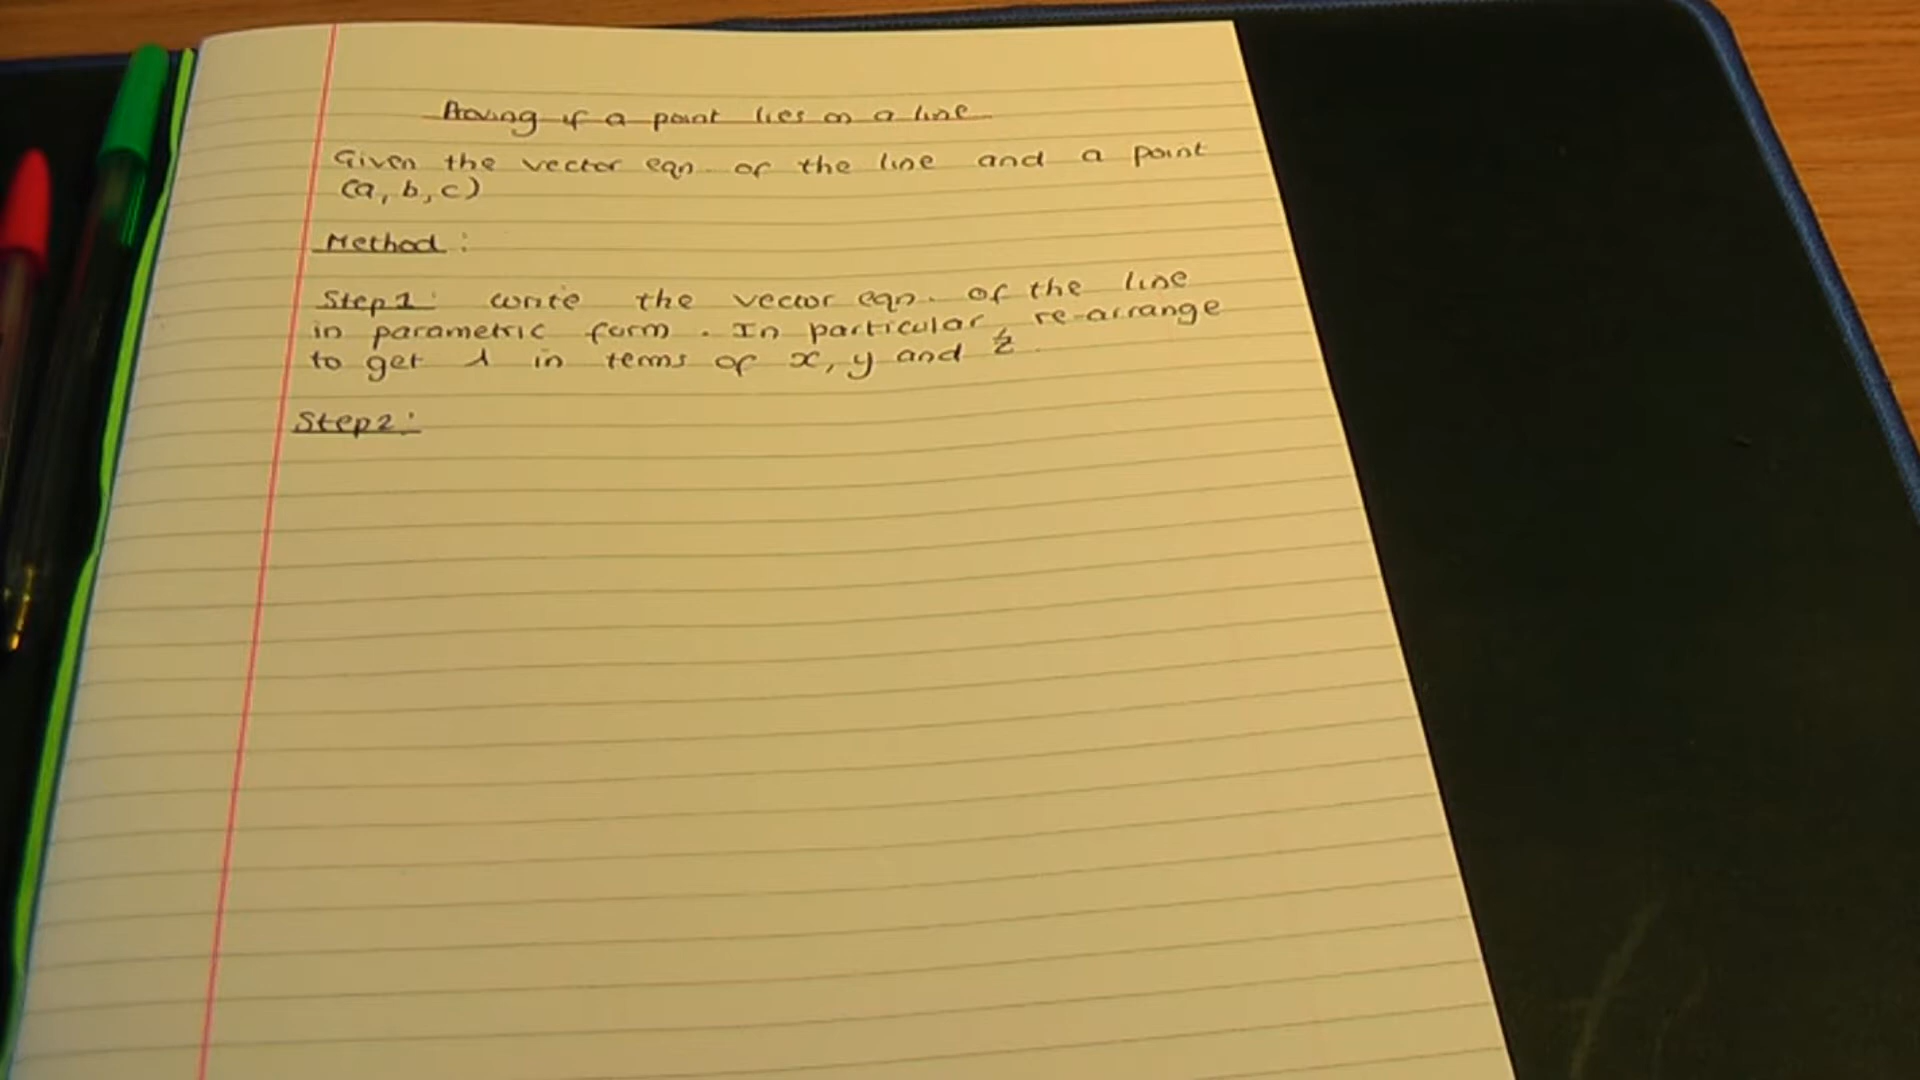 Proving if a point lies on a line
Given the vector eqn. of the line and a point
(a, b, c)
Method :
Step 1: write the vector eqn. of the line
in parametric form. In particular, re-arrange
to get λ in terms of x, y and z.
Step 2: